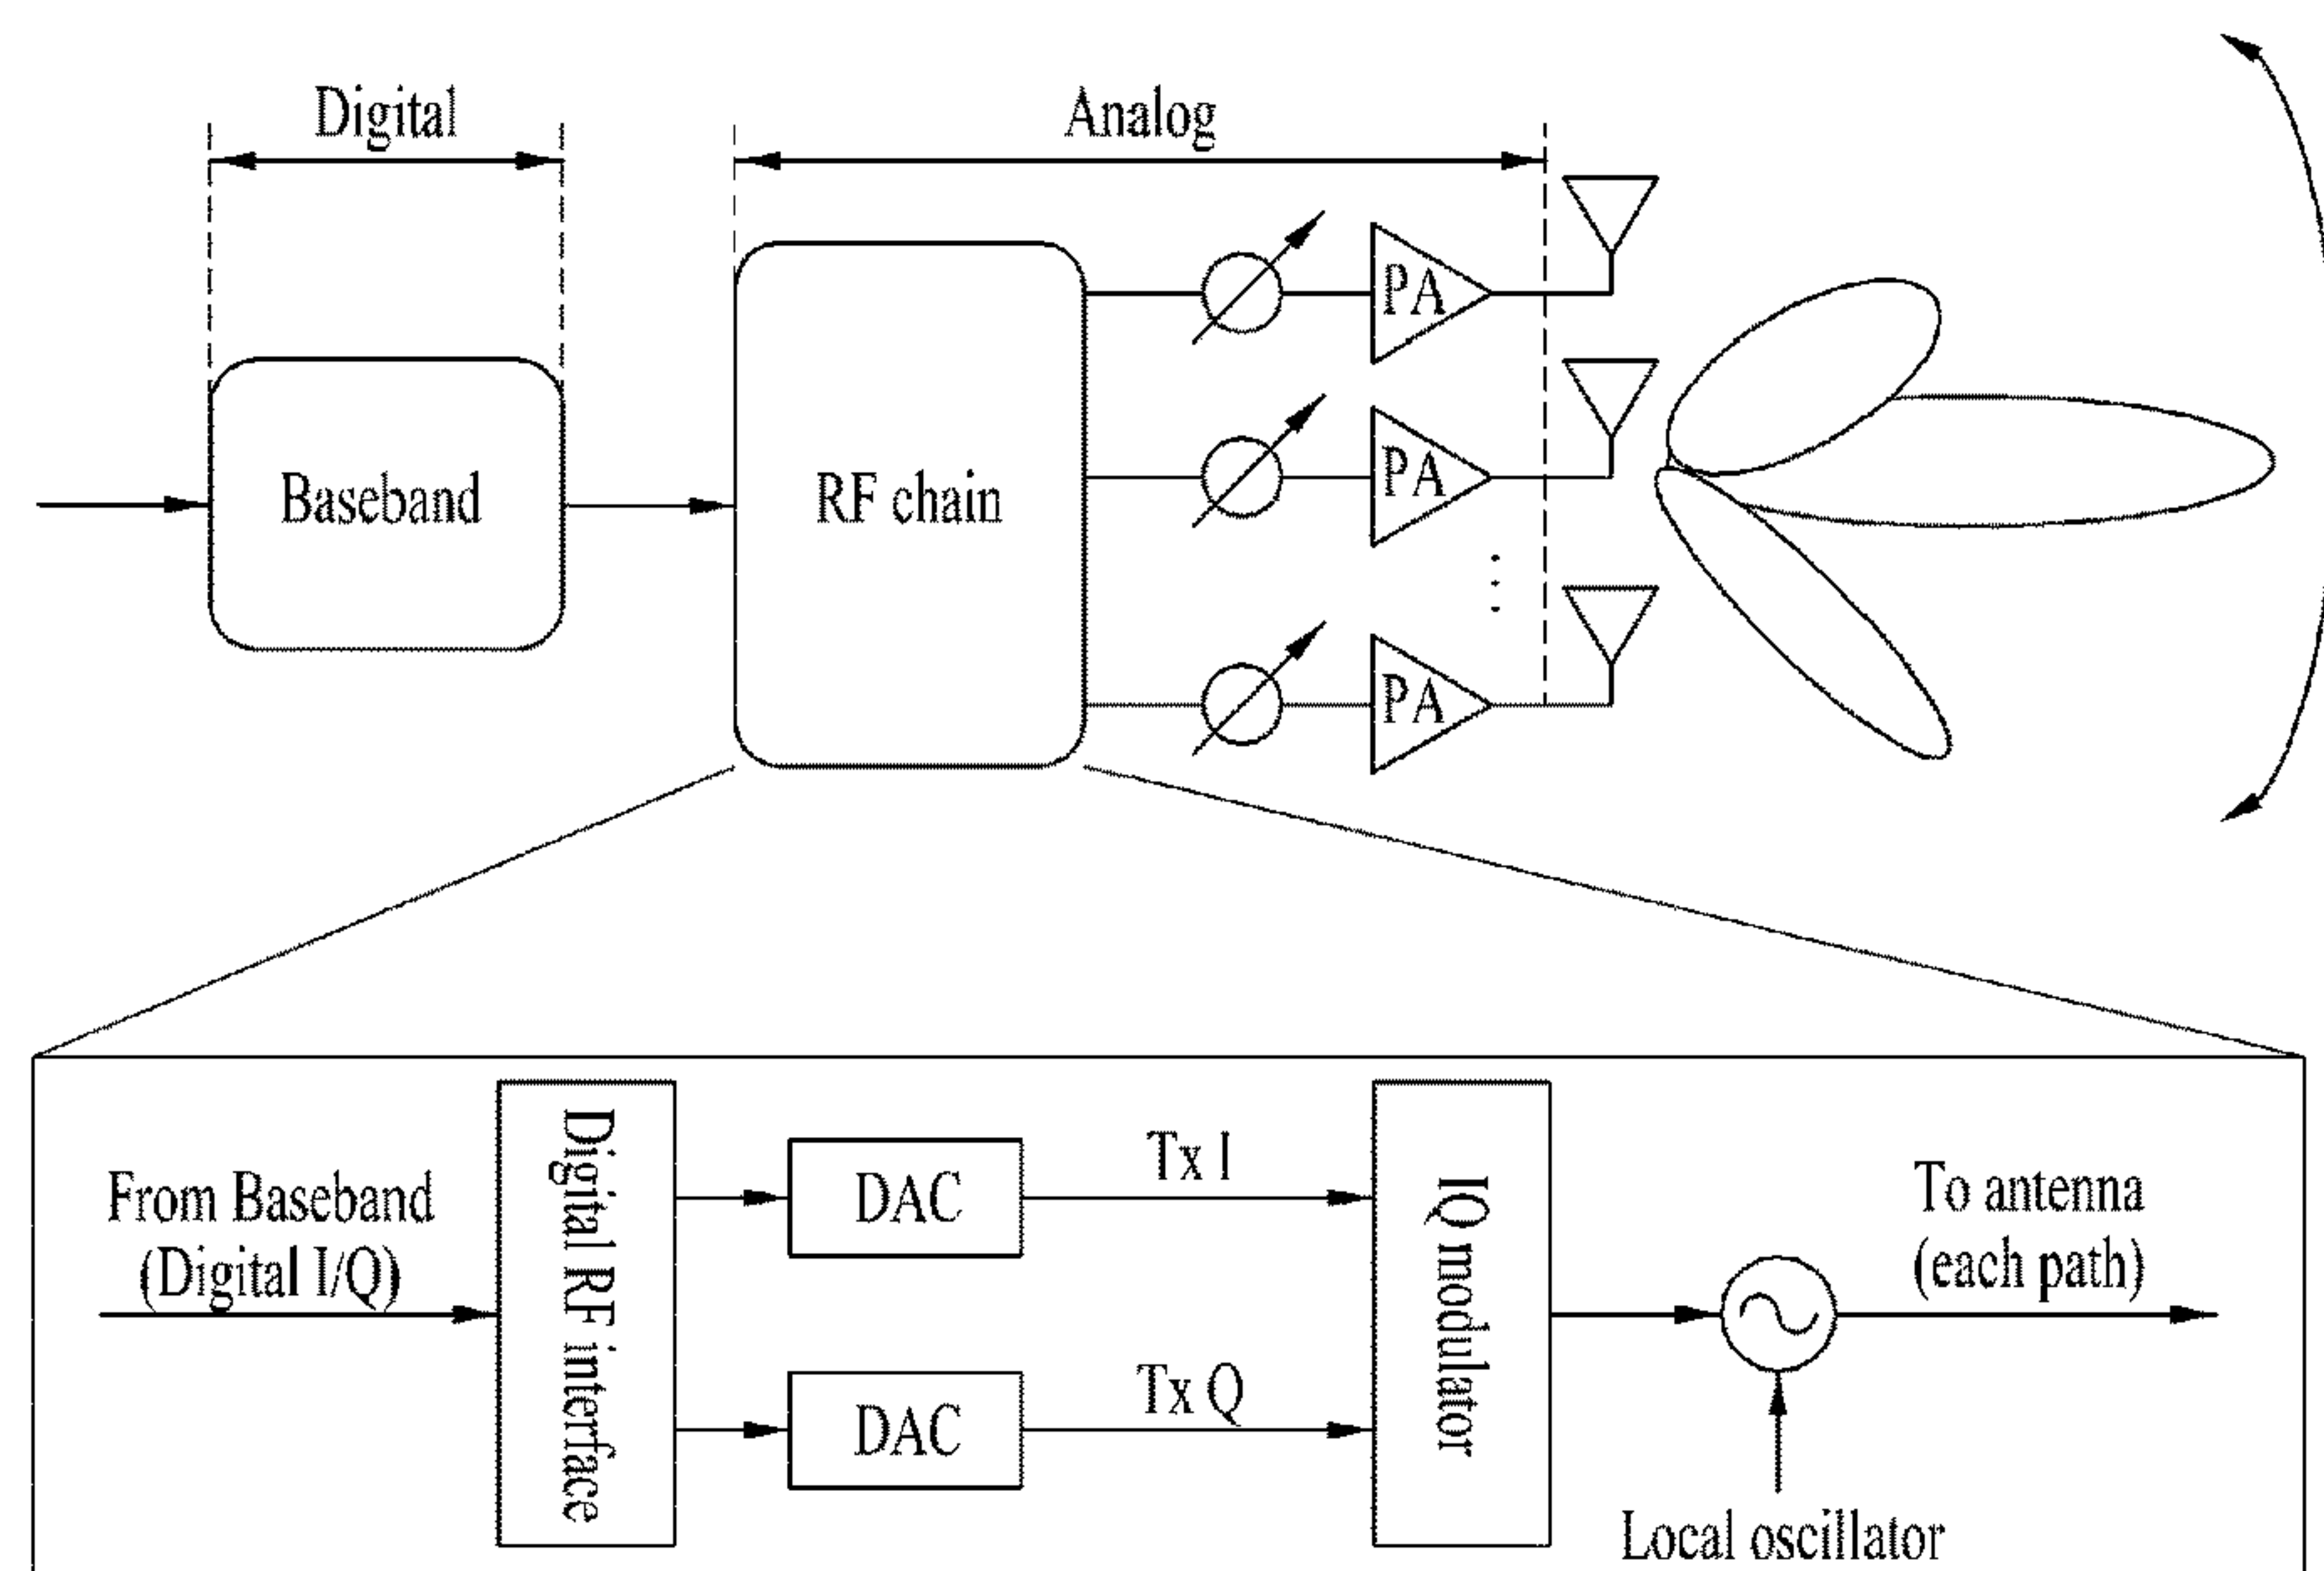 Digital
Analog
PA
Baseband
RF chain
PA
PA
From Baseband
(Digital I/Q)
Digital RF interface
DAC
DAC
Tx I
Tx Q
IQ modulator
To antenna
(each path)
Local oscillator